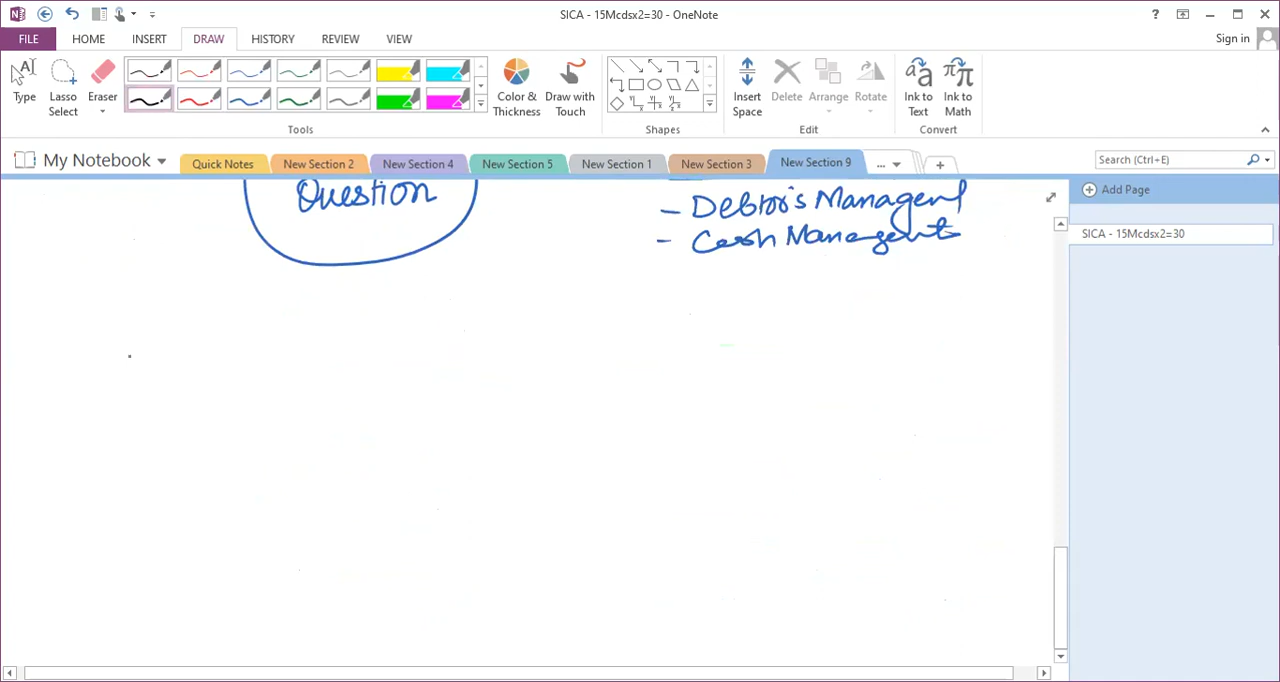 SICA - 15Mcdsx2=30 - OneNote
?
Sign in
FILE
HOME
INSERT
DRAW
HISTORY
REVIEW
VIEW
Type
Lasso Select
Eraser
Color & Thickness
Draw with Touch
Insert Space
Delete
Arrange
Rotate
Ink to Text
Ink to Math
Tools
Shapes
Edit
Convert
My Notebook
Quick Notes
New Section 2
New Section 4
New Section 5
New Section 1
New Section 3
New Section 9
...
Search (Ctrl+E)
Add Page
SICA - 15Mcdsx2=30
Question
- Debtor's Managent
- Cash Managent